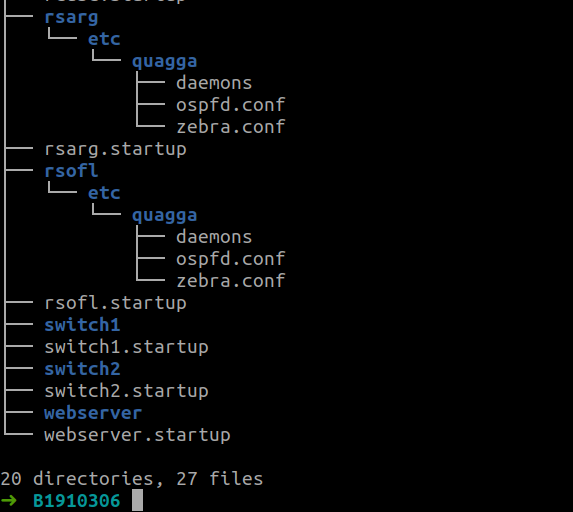 ├── rsarg
│   └── etc
│       └── quagga
│           ├── daemons
│           ├── ospfd.conf
│           └── zebra.conf
├── rsarg.startup
├── rsofl
│   └── etc
│       └── quagga
│           ├── daemons
│           ├── ospfd.conf
│           └── zebra.conf
├── rsofl.startup
├── switch1
├── switch1.startup
├── switch2
├── switch2.startup
├── webserver
└── webserver.startup

20 directories, 27 files
➜ B1910306